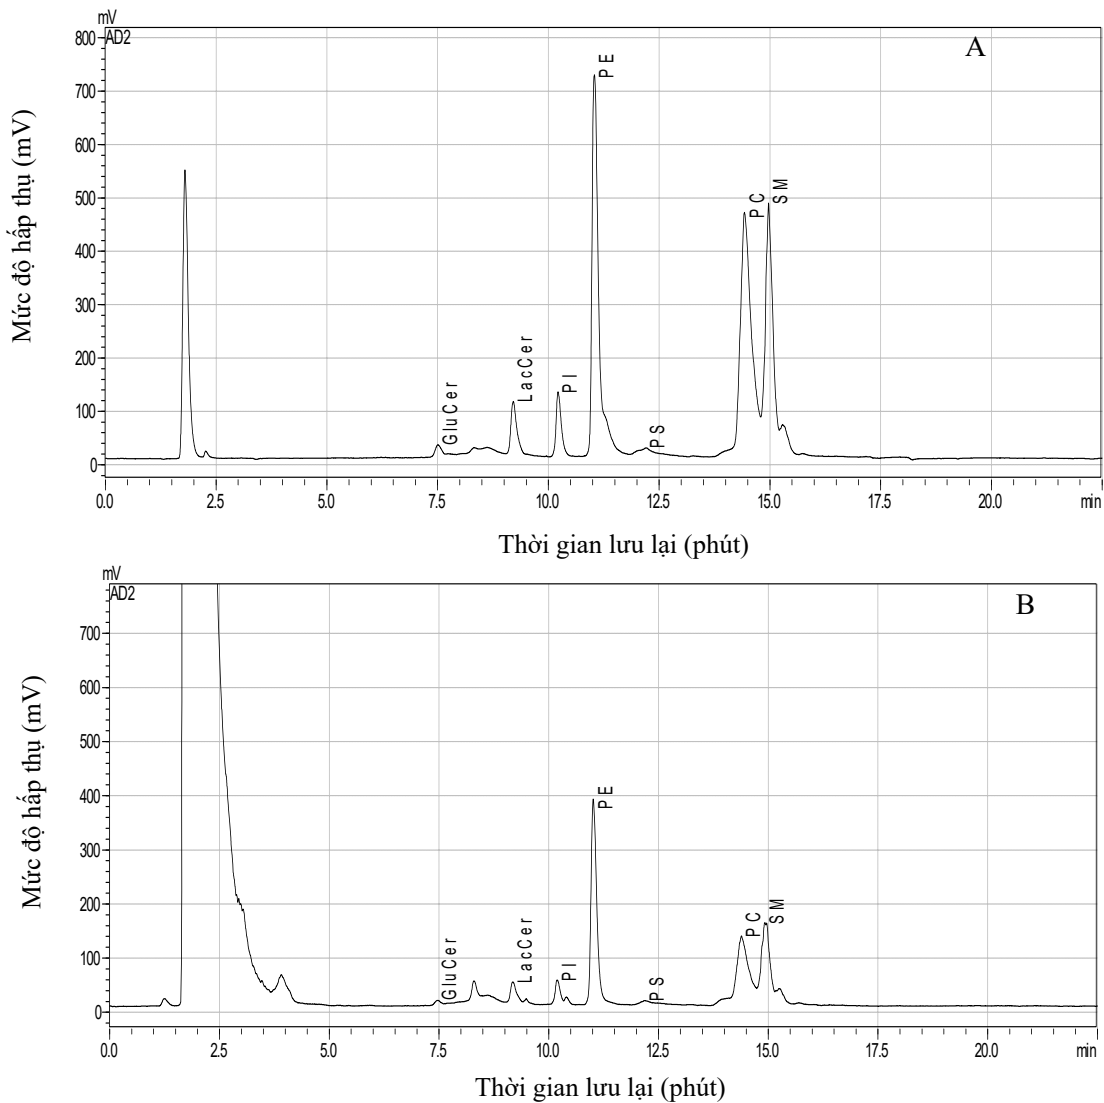 mV
AD2
A
800
700
600
500
400
300
200
100
0
Mức độ hấp thụ (mV)
GluCer
LacCer
PI
PE
PS
PC
SM
0.0 2.5 5.0 7.5 10.0 12.5 15.0 17.5 20.0 min
Thời gian lưu lại (phút)
mV
AD2
B
700
600
500
400
300
200
100
0
Mức độ hấp thụ (mV)
GluCer
LacCer
PI
PE
PS
PC
SM
0.0 2.5 5.0 7.5 10.0 12.5 15.0 17.5 20.0 min
Thời gian lưu lại (phút)